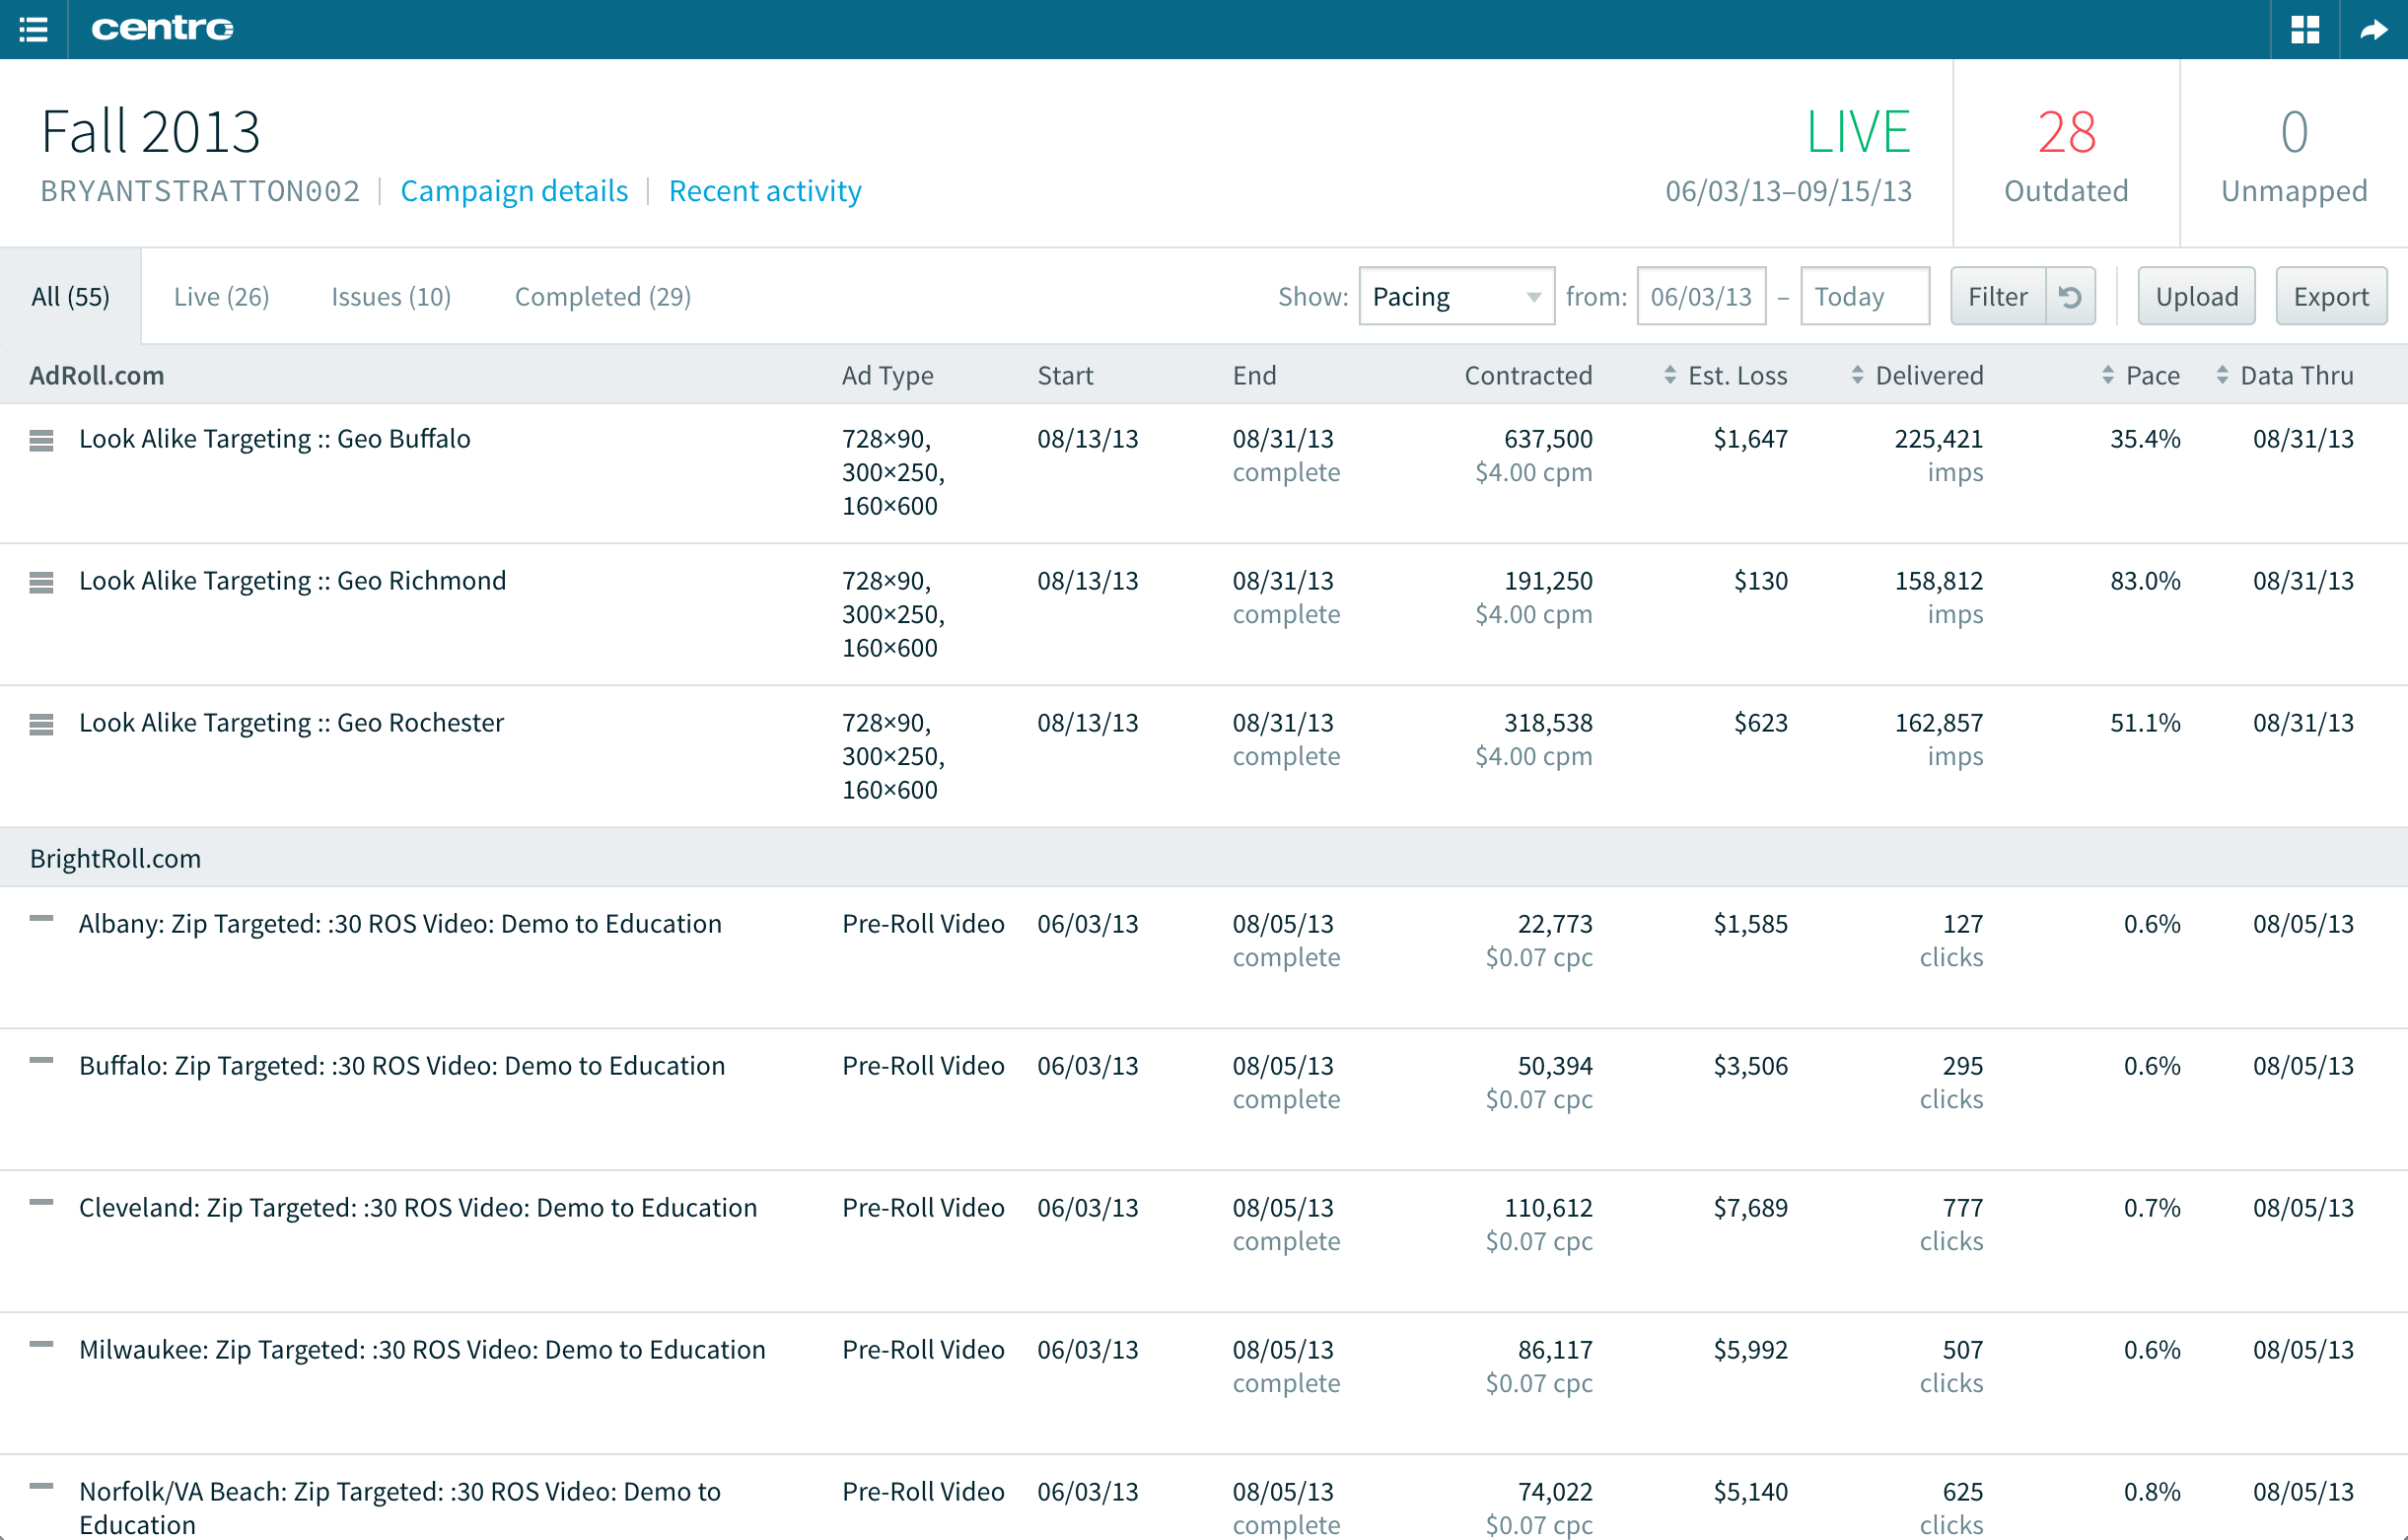 centro
Fall 2013
LIVE
28
0
BRYANTSTRATTON002 | Campaign details | Recent activity
06/03/13–09/15/13
Outdated
Unmapped
All (55) Live (26) Issues (10) Completed (29) Show: Pacing from: 06/03/13 – Today Filter Upload Export
AdRoll.com Ad Type Start End Contracted Est. Loss Delivered Pace Data Thru
Look Alike Targeting :: Geo Buffalo 728×90, 08/13/13 08/31/13 637,500 $1,647 225,421 35.4% 08/31/13
300×250, complete $4.00 cpm imps
160×600
Look Alike Targeting :: Geo Richmond 728×90, 08/13/13 08/31/13 191,250 $130 158,812 83.0% 08/31/13
300×250, complete $4.00 cpm imps
160×600
Look Alike Targeting :: Geo Rochester 728×90, 08/13/13 08/31/13 318,538 $623 162,857 51.1% 08/31/13
300×250, complete $4.00 cpm imps
160×600
BrightRoll.com
Albany: Zip Targeted: :30 ROS Video: Demo to Education Pre-Roll Video 06/03/13 08/05/13 22,773 $1,585 127 0.6% 08/05/13
complete $0.07 cpc clicks
Buffalo: Zip Targeted: :30 ROS Video: Demo to Education Pre-Roll Video 06/03/13 08/05/13 50,394 $3,506 295 0.6% 08/05/13
complete $0.07 cpc clicks
Cleveland: Zip Targeted: :30 ROS Video: Demo to Education Pre-Roll Video 06/03/13 08/05/13 110,612 $7,689 777 0.7% 08/05/13
complete $0.07 cpc clicks
Milwaukee: Zip Targeted: :30 ROS Video: Demo to Education Pre-Roll Video 06/03/13 08/05/13 86,117 $5,992 507 0.6% 08/05/13
complete $0.07 cpc clicks
Norfolk/VA Beach: Zip Targeted: :30 ROS Video: Demo to Pre-Roll Video 06/03/13 08/05/13 74,022 $5,140 625 0.8% 08/05/13
Education complete $0.07 cpc clicks